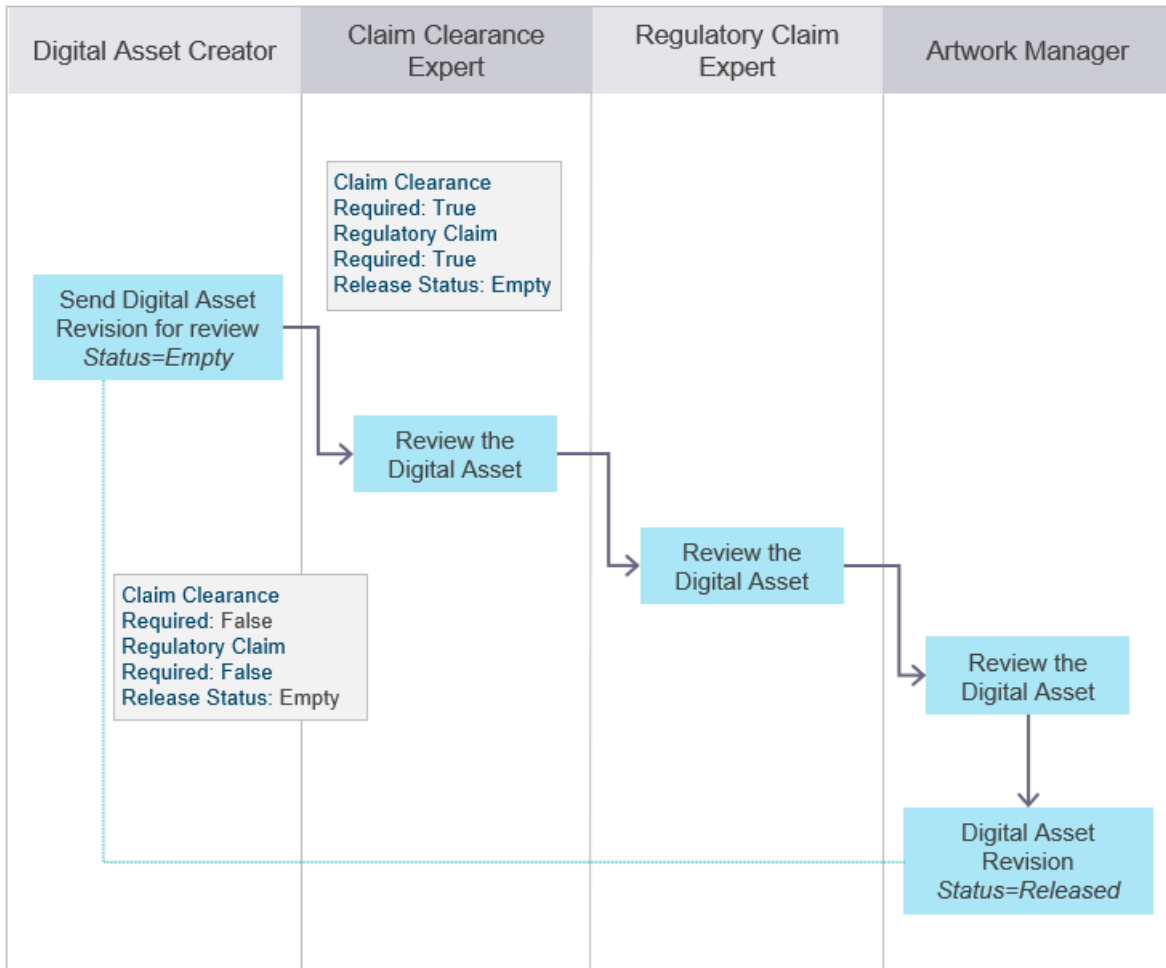 Digital Asset Creator
Claim Clearance
Expert
Regulatory Claim
Expert
Artwork Manager
Claim Clearance
Required: True
Regulatory Claim
Required: True
Release Status: Empty
Send Digital Asset
Revision for review
Status=Empty
Review the
Digital Asset
Review the
Digital Asset
Claim Clearance
Required: False
Regulatory Claim
Required: False
Release Status: Empty
Review the
Digital Asset
Digital Asset
Revision
Status=Released